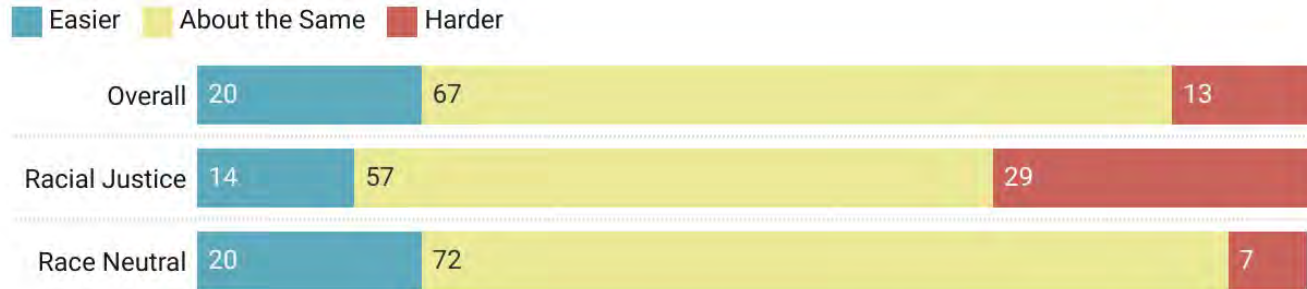 Easier About the Same Harder
Overall 20 67 13
Racial Justice 14 57 29
Race Neutral 20 72 7